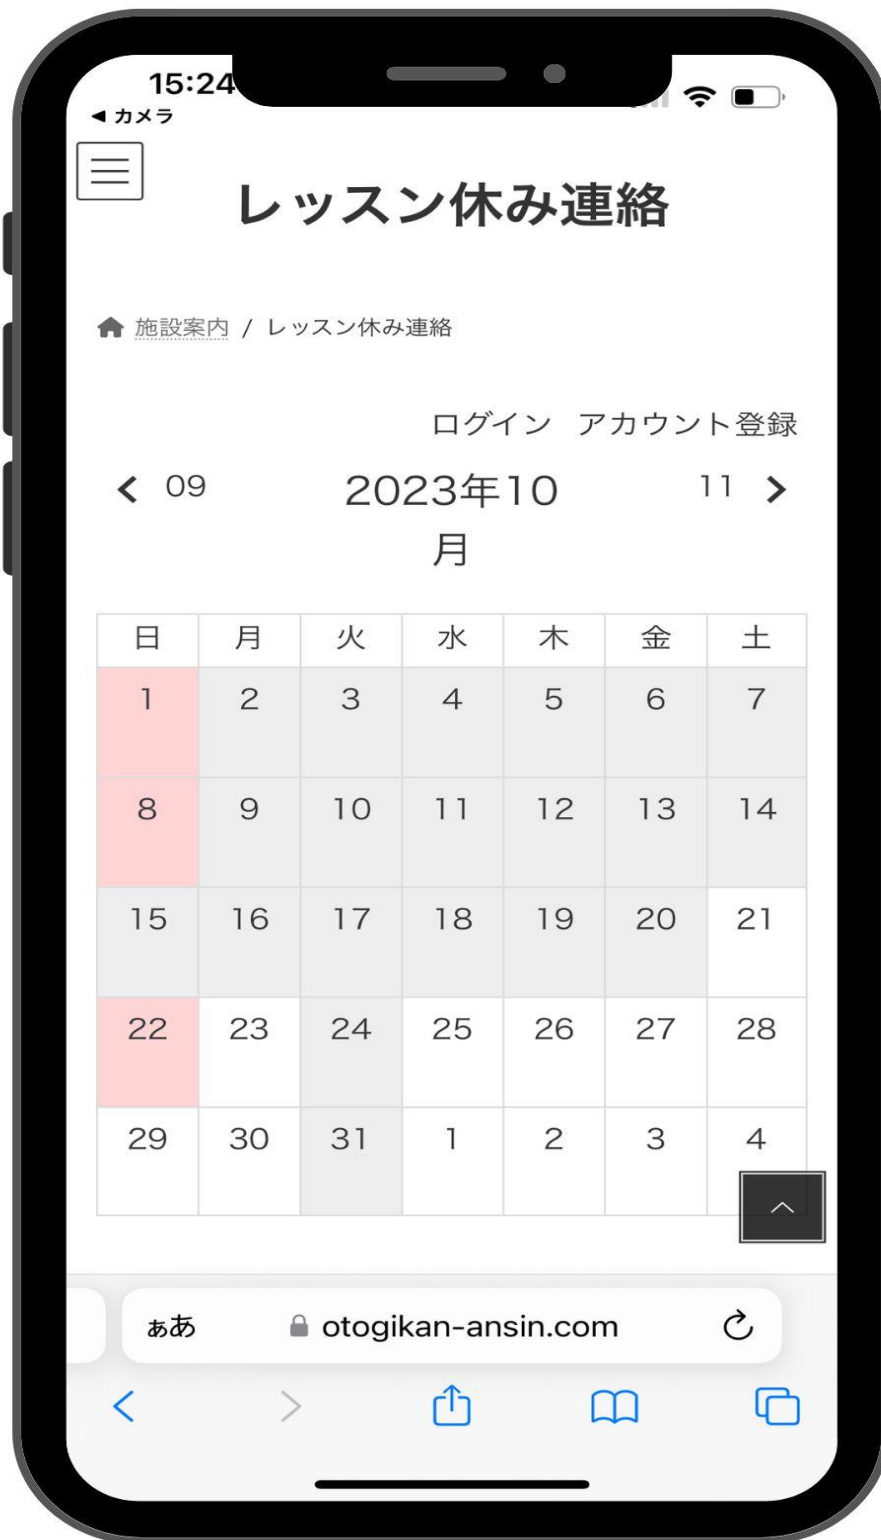 15:24
◀ カメラ
レッスン休み連絡
施設案内 / レッスン休み連絡
ログイン アカウント登録
09 2023年10 11
月
日 月 火 水 木 金 土
1 2 3 4 5 6 7
8 9 10 11 12 13 14
15 16 17 18 19 20 21
22 23 24 25 26 27 28
29 30 31 1 2 3 4
ぁあ otogikan-ansin.com